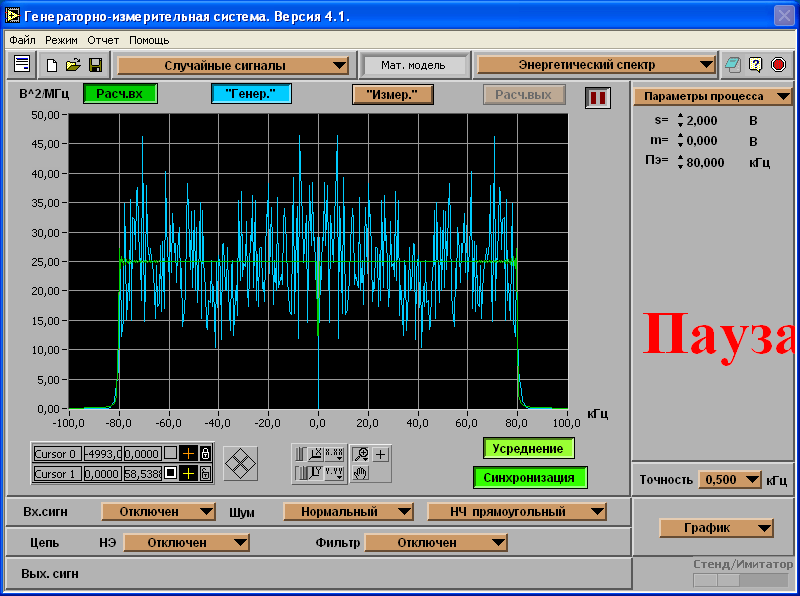 Генераторно-измерительная система. Версия 4.1.
Файл Режим Отчет Помощь
Случайные сигналы Мат. модель Энергетический спектр
В^2/МГц Расч.вх "Генер." "Измер." Расч.вых Параметры процесса
s= 2,000 В
m= 0,000 В
Пэ= 80,000 кГц
50,00
45,00
40,00
35,00
30,00
25,00
20,00
15,00
10,00
5,00
0,00
-100,0 -80,0 -60,0 -40,0 -20,0 0,0 20,0 40,0 60,0 80,0 100,0
кГц
Пауза
Cursor 0 -4993,0 0,0000
Cursor 1 0,0000 58,538
X X.XX
Y Y.YY
Усреднение
Синхронизация
Точность 0,500 кГц
Вх.сигн Отключен Шум Нормальный НЧ прямоугольный
График
Цепь НЭ Отключен Фильтр Отключен
Стенд/Имитатор
Вых. сигн